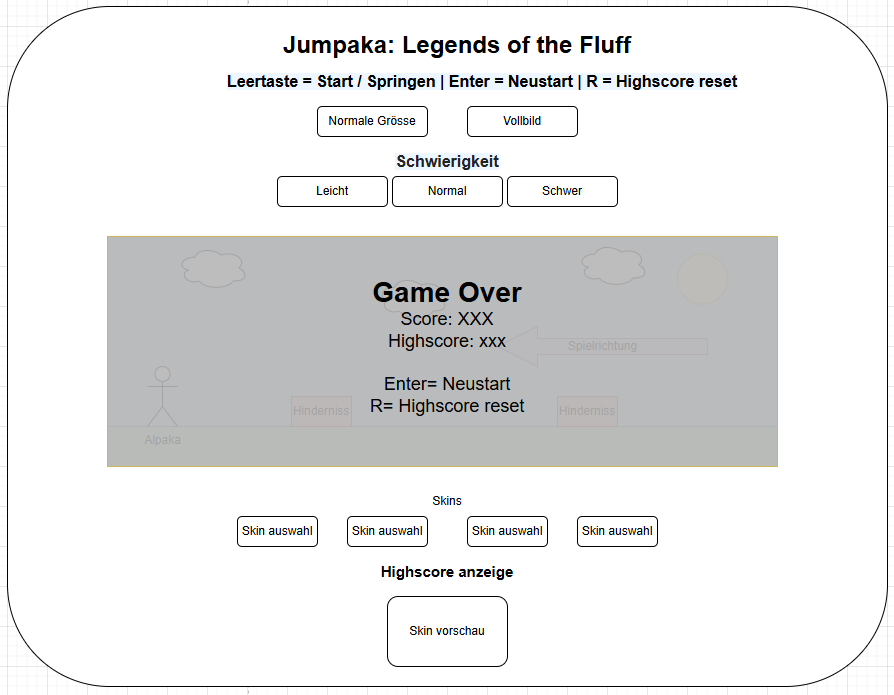 Jumpaka: Legends of the Fluff
Leertaste = Start / Springen | Enter = Neustart | R = Highscore reset
Normale Grösse
Vollbild
Schwierigkeit
Leicht
Normal
Schwer
Game Over
Score: XXX
Highscore: xxx
Spielrichtung
Enter= Neustart
R= Highscore reset
Hinderniss
Hinderniss
Alpaka
Skins
Skin auswahl
Skin auswahl
Skin auswahl
Skin auswahl
Highscore anzeige
Skin vorschau